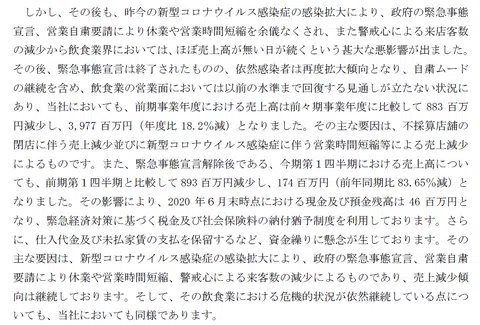 しかし、その後も、昨今の新型コロナウイルス感染症の感染拡大により、政府の緊急事態
宣言、営業自粛要請により休業や営業時間短縮を余儀なくされ、また警戒心による来店客数
の減少から飲食業界においては、ほぼ売上高が無い日が続くという甚大な悪影響が出ました。
その後、緊急事態宣言は終了されたものの、依然感染者は再度拡大傾向となり、自粛ムード
の継続を含め、飲食業の営業面においては以前の水準まで回復する見通しが立たない状況に
あり、当社においても、前期事業年度における売上高は前々期事業年度に比較して 883 百万
円減少し、3,977 百万円（年度比 18.2%減）となりました。その主な要因は、不採算店舗の
閉店に伴う売上減少並びに新型コロナウイルス感染症に伴う営業時間短縮等による売上減少
によるものです。また、緊急事態宣言解除後である、今期第１四半期における売上高につい
ても、前期第１四半期と比較して 893 百万円減少し、174 百万円（前年同期比 83.65%減）と
なりました。その影響により、2020 年６月末時点における現金及び預金残高は 46 百万円と
なり、緊急経済対策に基づく税金及び社会保険料の納付猶予制度を利用しております。さら
に、仕入代金及び未払家賃の支払を保留するなど、資金繰りに懸念が生じております。その
主な要因は、新型コロナウイルス感染症の感染拡大により、政府の緊急事態宣言、営業自粛
要請により休業や営業時間短縮、警戒心による来客数の減少によるものであり、売上減少傾
向は継続しております。そして、その飲食業における危機的状況が依然継続している点につ
いても、当社においても同様であります。